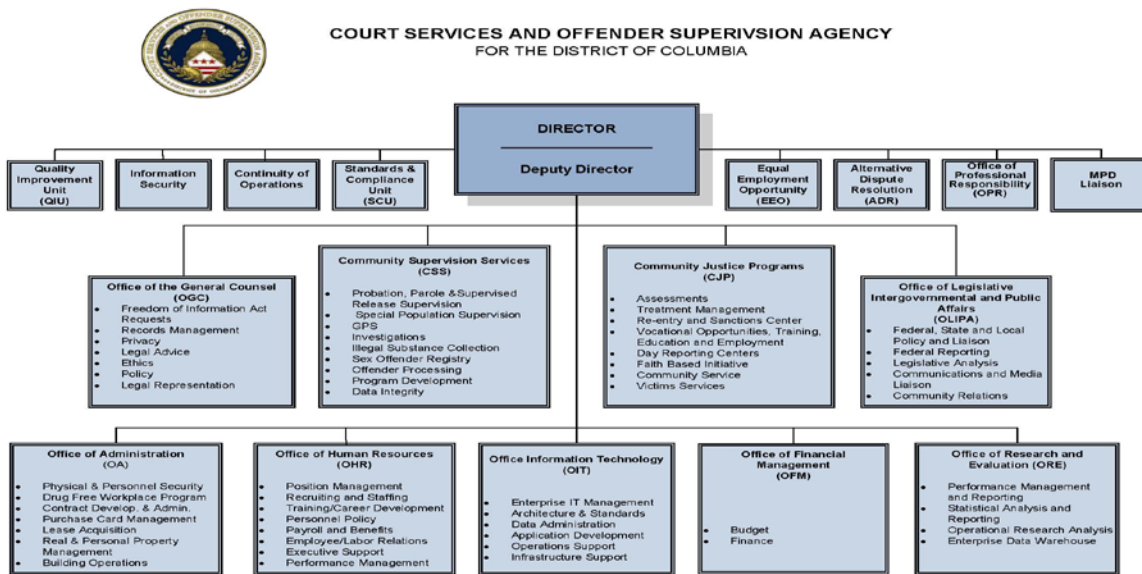 COURT SERVICES AND OFFENDER SUPERIVSION AGENCY
FOR THE DISTRICT OF COLUMBIA
DIRECTOR
Deputy Director
Quality
Improvement
Unit
(QIU)
Information
Security
Continuity of
Operations
Standards &
Compliance
Unit
(SCU)
Equal
Employment
Opportunity
(EEO)
Alternative
Dispute
Resolution
(ADR)
Office of
Professional
Responsibility
(OPR)
MPD
Liaison
Office of the General Counsel
(OGC)
• Freedom of Information Act
Requests
• Records Management
• Privacy
• Legal Advice
• Ethics
• Policy
• Legal Representation
Community Supervision Services
(CSS)
• Probation, Parole &Supervised
Release Supervision
• Special Population Supervision
• GPS
• Investigations
• Illegal Substance Collection
• Sex Offender Registry
• Offender Processing
• Program Development
• Data Integrity
Community Justice Programs
(CJP)
• Assessments
• Treatment Management
• Re-entry and Sanctions Center
• Vocational Opportunities, Training,
Education and Employment
• Day Reporting Centers
• Faith Based Initiative
• Community Service
• Victims Services
Office of Legislative
Intergovernmental and Public
Affairs
(OLIPA)
• Federal, State and Local
Policy and Liaison
• Federal Reporting
• Legislative Analysis
• Communications and Media
Liaison
• Community Relations
Office of Administration
(OA)
• Physical & Personnel Security
• Drug Free Workplace Program
• Contract Develop. & Admin.
• Purchase Card Management
• Lease Acquisition
• Real & Personal Property
Management
• Building Operations
Office of Human Resources
(OHR)
• Position Management
• Recruiting and Staffing
• Training/Career Development
• Personnel Policy
• Payroll and Benefits
• Employee/Labor Relations
• Executive Support
• Performance Management
Office Information Technology
(OIT)
• Enterprise IT Management
• Architecture & Standards
• Data Administration
• Application Development
• Operations Support
• Infrastructure Support
Office of Financial
Management
(OFM)
• Budget
• Finance
Office of Research and
Evaluation (ORE)
• Performance Management
and Reporting
• Statistical Analysis and
Reporting
• Operational Research Analysis
• Enterprise Data Warehouse